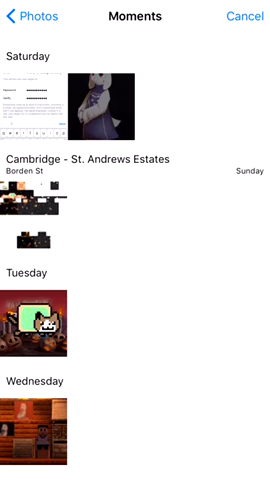 Photos
Moments
Cancel
Saturday
Cambridge - St. Andrews Estates
Borden St
Sunday
Tuesday
Wednesday